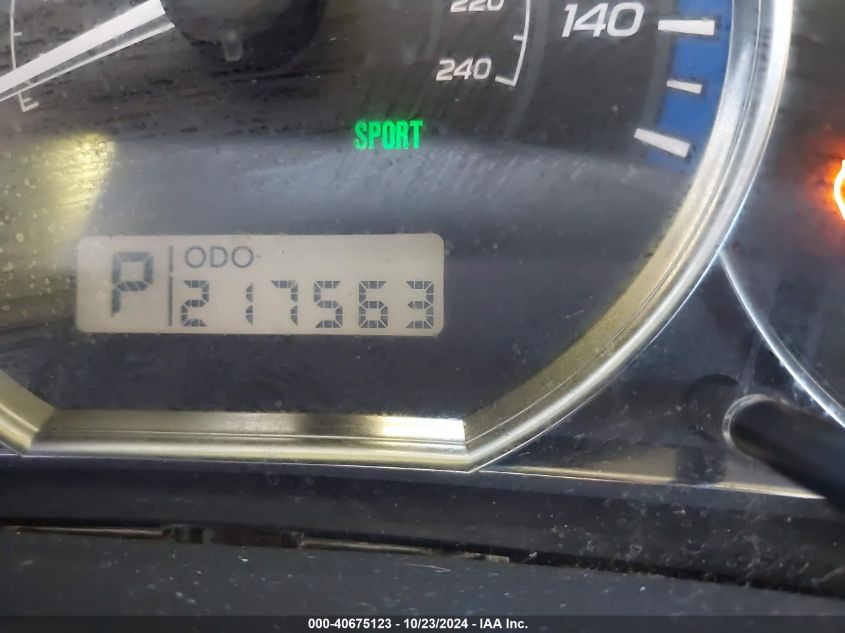 220
140
240
E
SPORT
ODO
P 217563
000-40675123 - 10/23/2024 - IAA Inc.